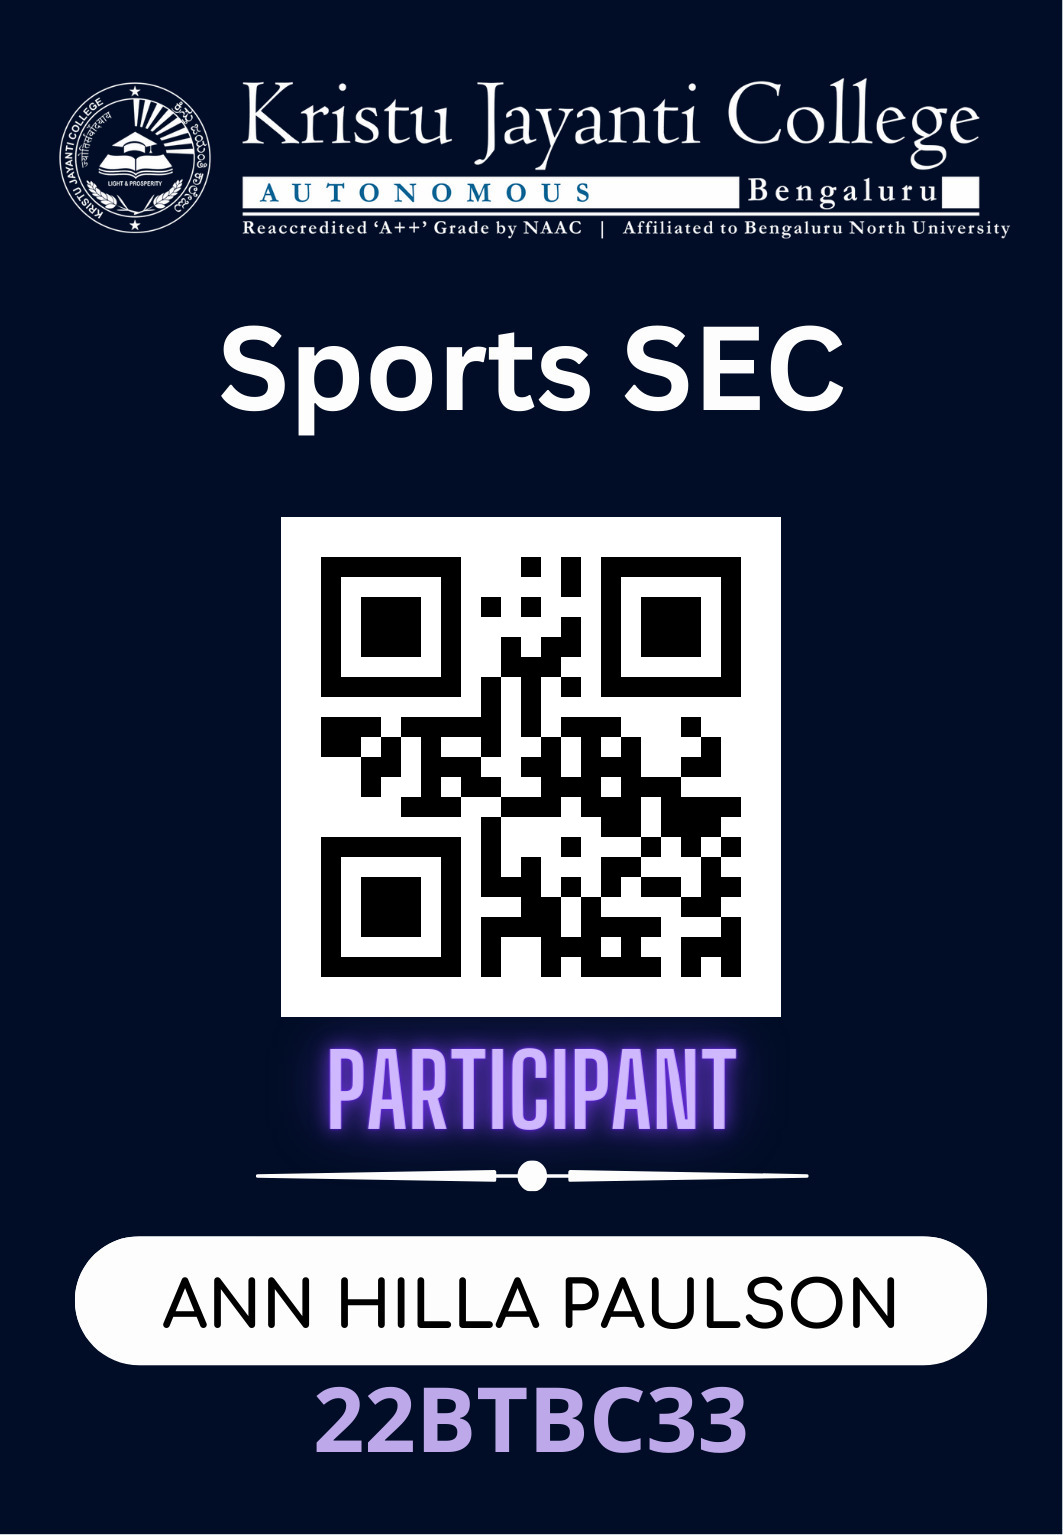 Kristu Jayanti College
AUTONOMOUS Bengaluru
Reaccredited ‘A++’ Grade by NAAC | Affiliated to Bengaluru North University
KRISTU JAYANTI COLLEGE
LIGHT & PROSPERITY
Sports SEC
PARTICIPANT
ANN HILLA PAULSON
22BTBC33